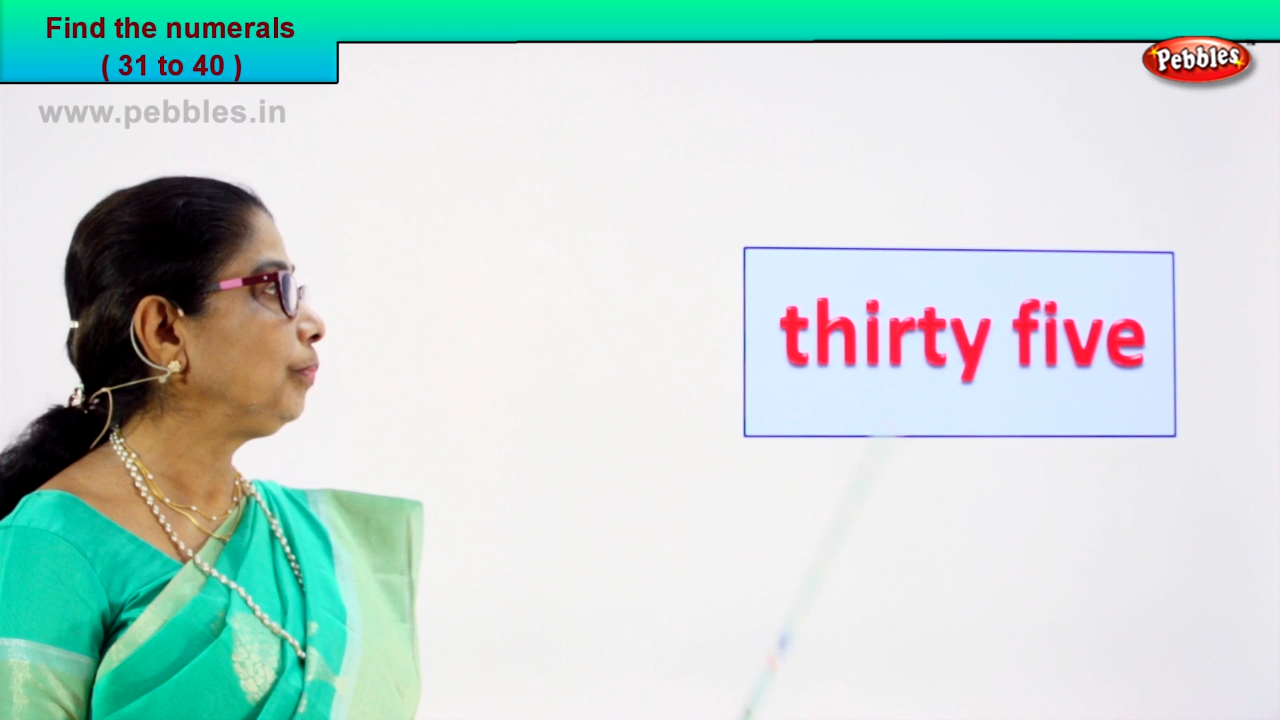 Find the numerals
( 31 to 40 )
Pebbles
www.pebbles.in
thirty five